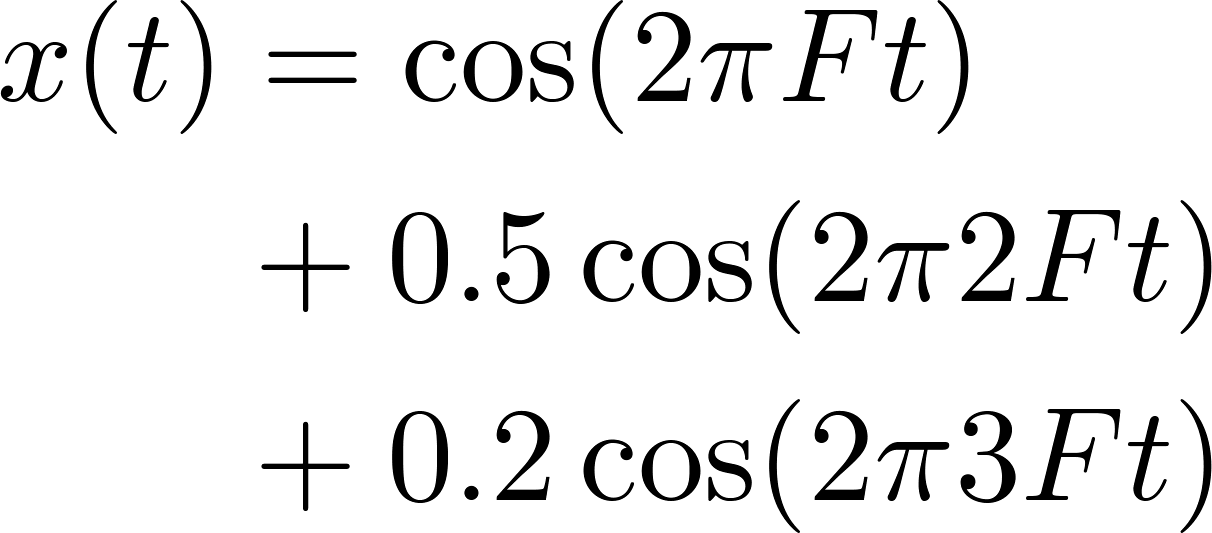 x(t) = cos(2πFt)
+ 0.5 cos(2π2Ft)
+ 0.2 cos(2π3Ft)